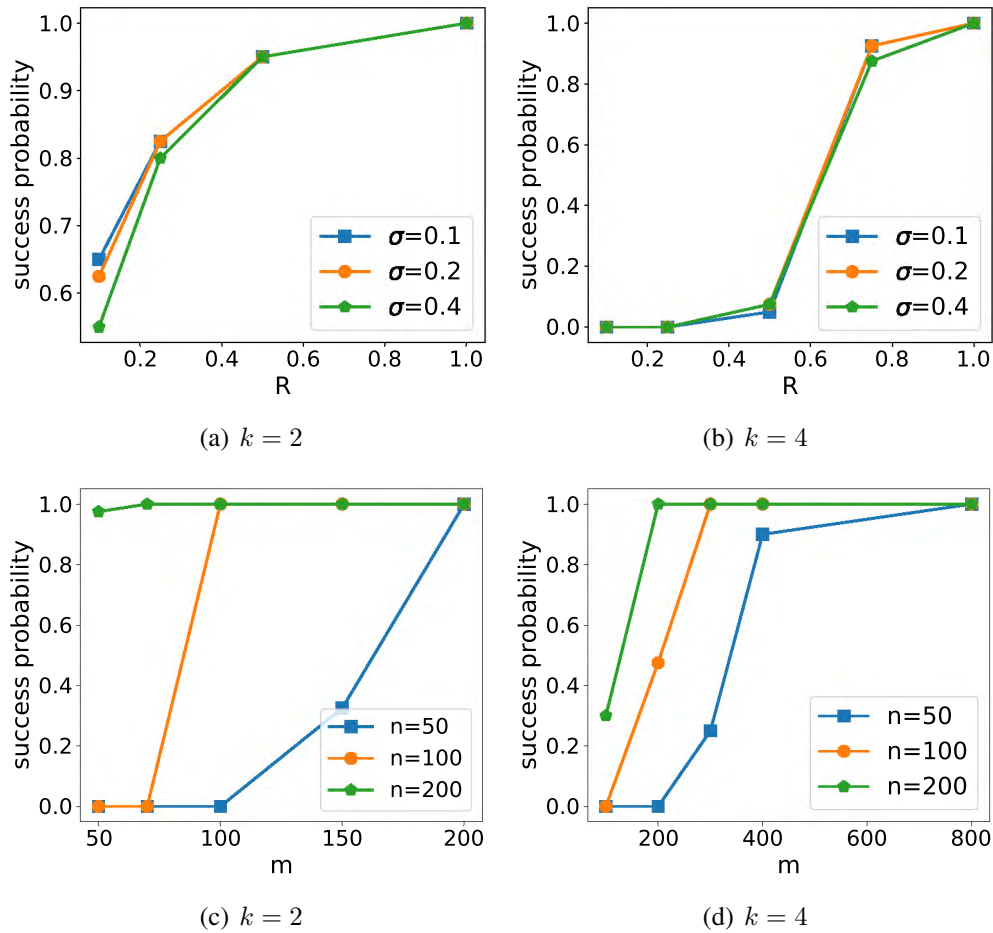 1.0
0.9
0.8
0.7
0.6
success probability
σ=0.1
σ=0.2
σ=0.4
0.2 0.4 0.6 0.8 1.0
R
(a) k = 2
1.0
0.8
0.6
0.4
0.2
0.0
success probability
σ=0.1
σ=0.2
σ=0.4
0.2 0.4 0.6 0.8 1.0
R
(b) k = 4
1.0
0.8
0.6
0.4
0.2
0.0
success probability
n=50
n=100
n=200
50 100 150 200
m
(c) k = 2
1.0
0.8
0.6
0.4
0.2
0.0
success probability
n=50
n=100
n=200
200 400 600 800
m
(d) k = 4